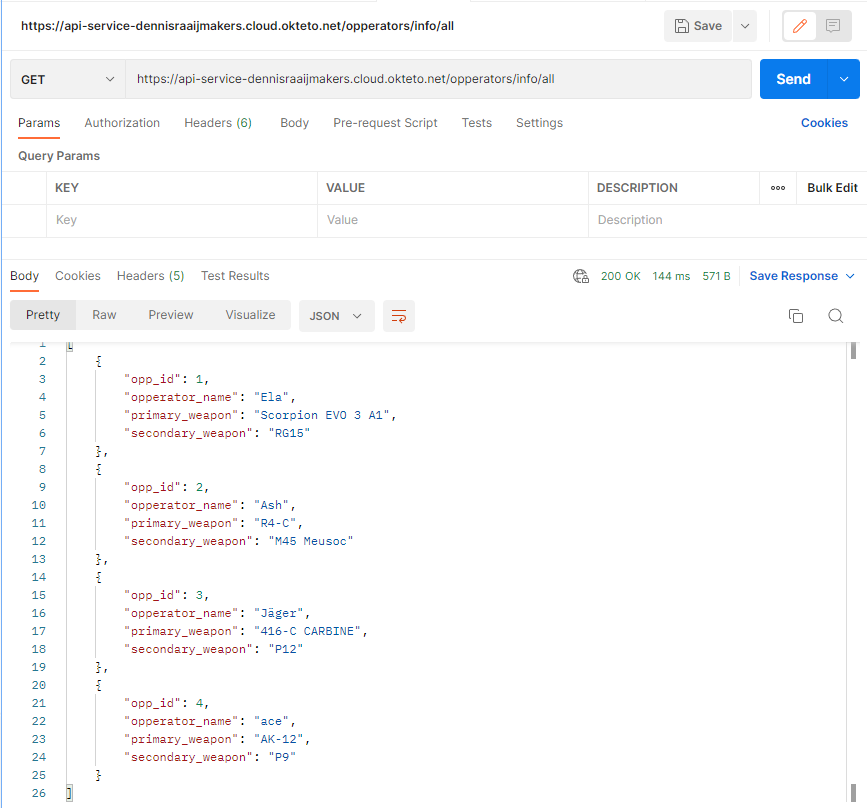 https://api-service-dennisraaijmakers.cloud.okteto.net/opperators/info/all Save
GET https://api-service-dennisraaijmakers.cloud.okteto.net/opperators/info/all Send
Params Authorization Headers (6) Body Pre-request Script Tests Settings Cookies
Query Params
KEY VALUE DESCRIPTION ooo Bulk Edit
Key Value Description
Body Cookies Headers (5) Test Results 200 OK 144 ms 571 B Save Response
Pretty Raw Preview Visualize JSON
1 [
2 {
3 "opp_id": 1,
4 "opperator_name": "Ela",
5 "primary_weapon": "Scorpion EVO 3 A1",
6 "secondary_weapon": "RG15"
7 },
8 {
9 "opp_id": 2,
10 "opperator_name": "Ash",
11 "primary_weapon": "R4-C",
12 "secondary_weapon": "M45 Meusoc"
13 },
14 {
15 "opp_id": 3,
16 "opperator_name": "Jäger",
17 "primary_weapon": "416-C CARBINE",
18 "secondary_weapon": "P12"
19 },
20 {
21 "opp_id": 4,
22 "opperator_name": "ace",
23 "primary_weapon": "AK-12",
24 "secondary_weapon": "P9"
25 }
26 ]